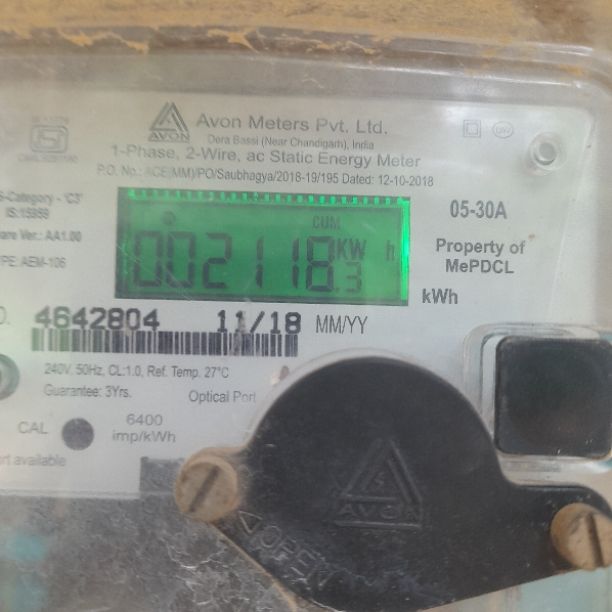 AVON
Avon Meters Pvt. Ltd.
Dera Bassi (Near Chandigarh), India
1-Phase, 2-Wire, ac Static Energy Meter
P.O. No.: ACE(MM)/PO/Saubhagya/2018-19/195 Dated: 12-10-2018
-Category - 'C3'
IS:15959
Ver.: AA1.00
AEM-106
CUM
002118.3 KW h
05-30A
Property of
MePDCL
kWh
4642804 11/18 MM/YY
240V, 50Hz, CL:1.0, Ref. Temp. 27°C
Guarantee: 3Yrs.
Optical Port
CAL
6400
imp/kWh
available
AVON
OPEN